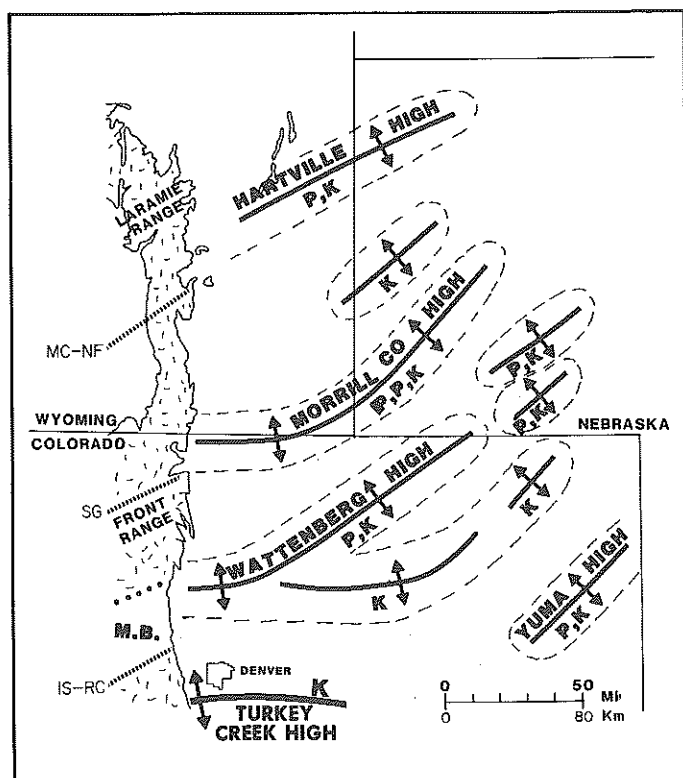 HARTVILLE HIGH
P,K
LARAMIE
RANGE
K
MC-NF
MORRILL CO HIGH
P,P,K
P,K
P,K
WYOMING
COLORADO
NEBRASKA
SG
FRONT
RANGE
WATTENBERG HIGH
P,K
K
K
YUMA HIGH
P,K
M.B.
IS-RC
DENVER
K
TURKEY
CREEK HIGH
0 50
Mi
0 80 Km